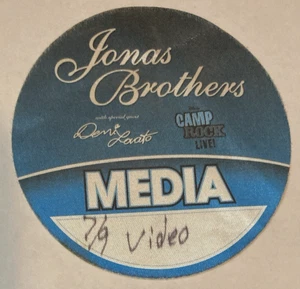 Jonas
Brothers
with special guest
Demi Lovato
CAMP
ROCK
LIVE!
MEDIA
7/9 Video